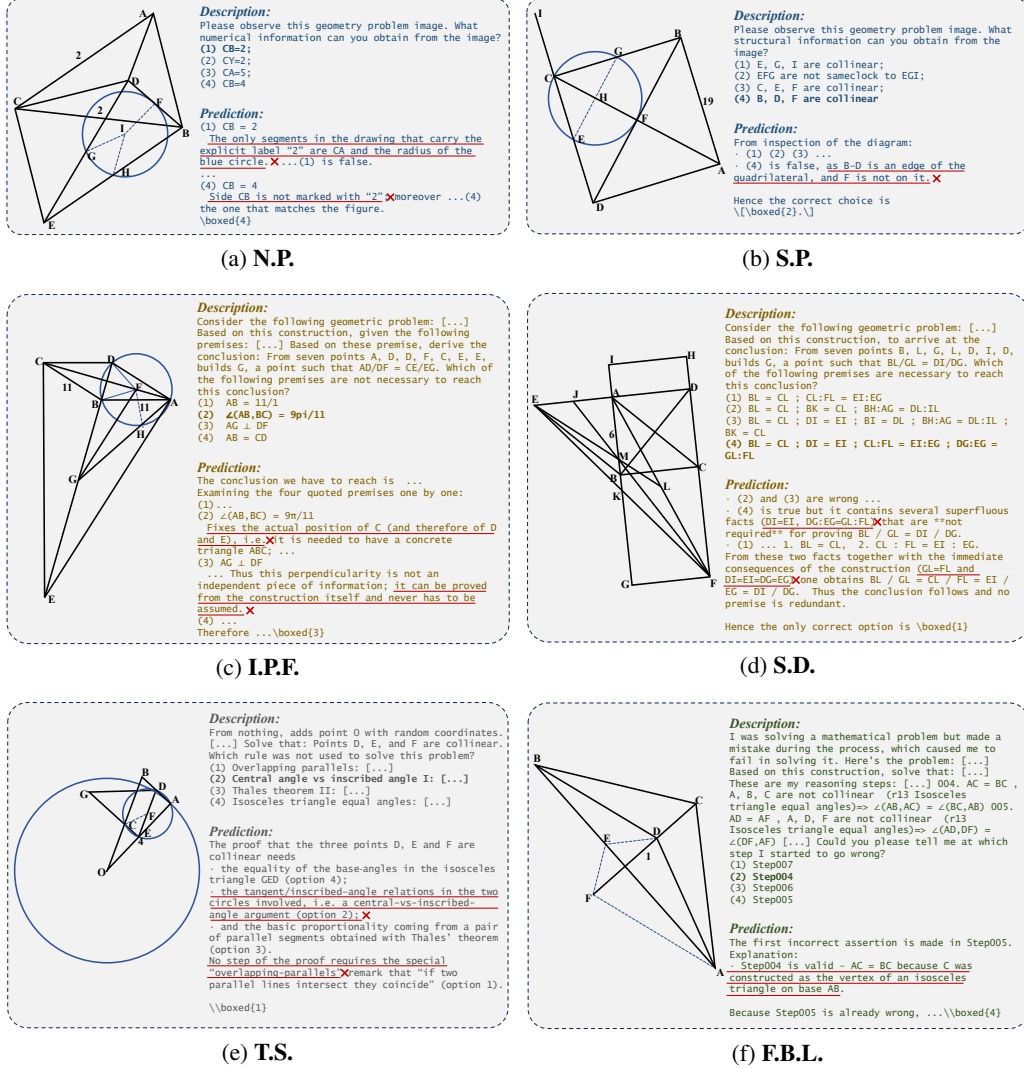 Description:
Please observe this geometry problem image. What
numerical information can you obtain from the image?
(1) CB=2;
(2) CY=2;
(3) CA=5;
(4) CB=4
Prediction:
(1) CB = 2
The only segments in the drawing that carry the
explicit label “2” are CA and the radius of the
blue circle.✕...(1) is false.
...
(4) CB = 4
Side CB is not marked with “2”;✕moreover ...(4)
the one that matches the figure.
\boxed{4}
A
2
D
C
F
2
I
B
G
H
E
(a) N.P.
Description:
Please observe this geometry problem image. What
structural information can you obtain from the
image?
(1) E, G, I are collinear;
(2) EFG are not sameclock to EGI;
(3) C, E, F are collinear;
(4) B, D, F are collinear
Prediction:
From inspection of the diagram:
· (1) (2) (3) ...
· (4) is false, as B–D is an edge of the
quadrilateral, and F is not on it.✕
Hence the correct choice is
\[\boxed{2}.\]
I
B
G
C
H
19
F
E
A
D
(b) S.P.
Description:
Consider the following geometric problem: [...]
Based on this construction, given the following
premises: [...] Based on these premise, derive the
conclusion: From seven points A, D, D, F, C, E, E,
builds G, a point such that AD/DF = CE/EG. Which of
the following premises are not necessary to reach
this conclusion?
(1) AB = 11/1
(2) ∠(AB,BC) = 9pi/11
(3) AG ⊥ DF
(4) AB = CD
Prediction:
The conclusion we have to reach is ...
Examining the four quoted premises one by one:
(1)...
(2) ∠(AB,BC) = 9π/11
Fixes the actual position of C (and therefore of D
and E), i.e.✕it is needed to have a concrete
triangle ABC; ...
(3) AG ⊥ DF
... Thus this perpendicularity is not an
independent piece of information; it can be proved
from the construction itself and never has to be
assumed.✕
(4) ...
Therefore ...\boxed{3}
C
D
F
11
B
11
A
H
G
E
(c) I.P.F.
Description:
Consider the following geometric problem: [...]
Based on this construction, to arrive at the
conclusion: From seven points B, L, G, L, D, I, D,
builds G, a point such that BL/GL = DI/DG. Which
of the following premises are necessary to reach
this conclusion?
(1) BL = CL ; CL:FL = EI:EG
(2) BL = CL ; BK = CL ; BH:AG = DL:IL
(3) BL = CL ; DI = EI ; BI = DL ; BH:AG = DL:IL ;
BK = CL
(4) BL = CL ; DI = EI ; CL:FL = EI:EG ; DG:EG =
GL:FL
Prediction:
· (2) and (3) are wrong ...
· (4) is true but it contains several superfluous
facts (DI=EI, DG:EG=GL:FL)✕that are **not
required** for proving BL / GL = DI / DG.
· (1) ... 1. BL = CL, 2. CL : FL = EI : EG.
From these two facts together with the immediate
consequences of the construction (GL=FL and
DI=EI=DG=EG)✕one obtains BL / GL = CL / FL = EI /
EG = DI / DG. Thus the conclusion follows and no
premise is redundant.
Hence the only correct option is \boxed{1}
I
H
J
A
D
E
6
M
B
C
K
L
G
F
(d) S.D.
Description:
From nothing, adds point O with random coordinates.
[...] Solve that: Points D, E, and F are collinear.
Which rule was not used to solve this problem?
(1) Overlapping parallels: [...]
(2) Central angle vs inscribed angle I: [...]
(3) Thales theorem II: [...]
(4) Isosceles triangle equal angles: [...]
Prediction:
The proof that the three points D, E and F are
collinear needs
· the equality of the base-angles in the isosceles
triangle GED (option 4);
· the tangent/inscribed-angle relations in the two
circles involved, i.e. a central-vs-inscribed-
angle argument (option 2);✕
· and the basic proportionality coming from a pair
of parallel segments obtained with Thales’ theorem
(option 3).
No step of the proof requires the special
“overlapping-parallels”✕remark that “if two
parallel lines intersect they coincide” (option 1).
\\boxed{1}
B
D
G
A
F
C
E
4
O
(e) T.S.
Description:
I was solving a mathematical problem but made a
mistake during the process, which caused me to
fail in solving it. Here's the problem: [...]
Based on this construction, solve that: [...]
These are my reasoning steps: [...] 004. AC = BC ,
A, B, C are not collinear (r13 Isosceles
triangle equal angles)=> ∠(AB,AC) = ∠(BC,AB) 005.
AD = AF , A, D, F are not collinear (r13
Isosceles triangle equal angles)=> ∠(AD,DF) =
∠(DF,AF) [...] Could you please tell me at which
step I started to go wrong?
(1) Step007
(2) Step004
(3) Step006
(4) Step005
Prediction:
The first incorrect assertion is made in Step005.
Explanation:
· Step004 is valid – AC = BC because C was
constructed as the vertex of an isosceles
triangle on base AB.
Because Step005 is already wrong, ...\\boxed{4}
B
C
E
D
1
F
A
(f) F.B.L.